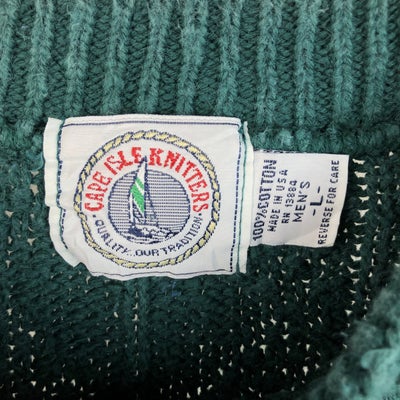 CAPE ISLE KNITTERS
QUALITY...OUR TRADITION
100% COTTON
MADE IN USA
RN 13884
MEN'S
- L -
REVERSE FOR CARE